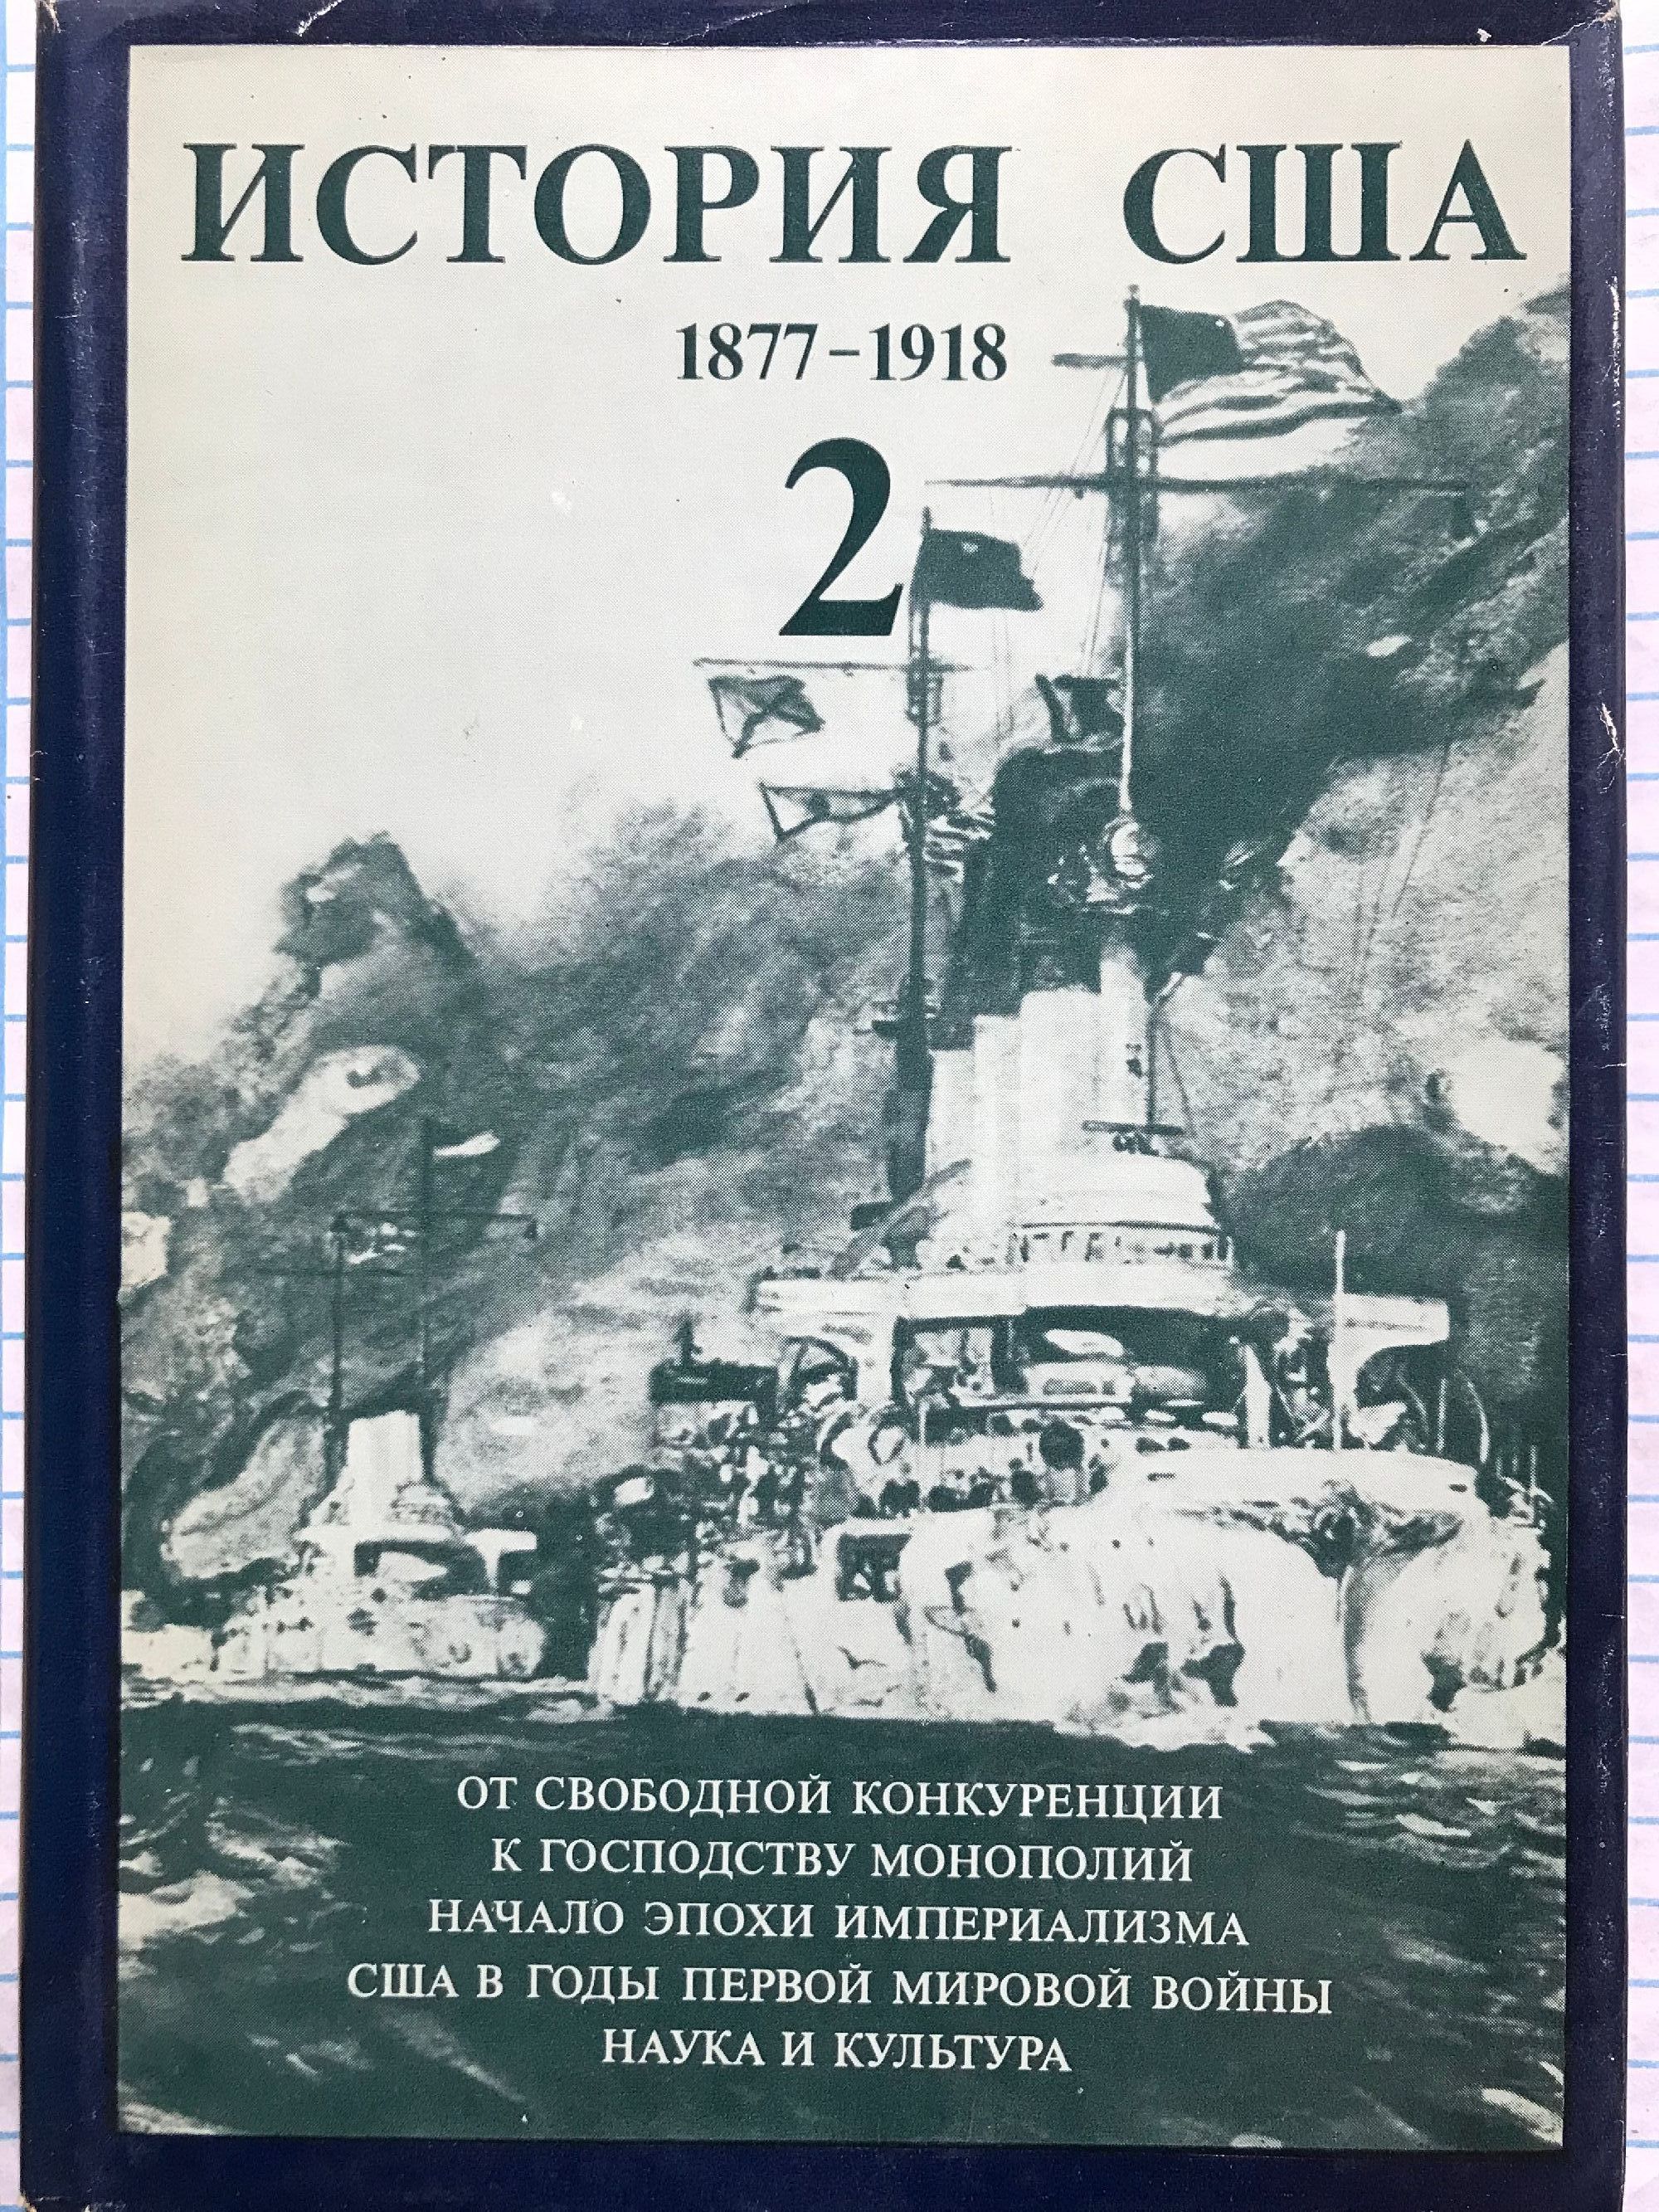 ИСТОРИЯ США
1877-1918
2
ОТ СВОБОДНОЙ КОНКУРЕНЦИИ
К ГОСПОДСТВУ МОНОПОЛИЙ
НАЧАЛО ЭПОХИ ИМПЕРИАЛИЗМА
США В ГОДЫ ПЕРВОЙ МИРОВОЙ ВОЙНЫ
НАУКА И КУЛЬТУРА